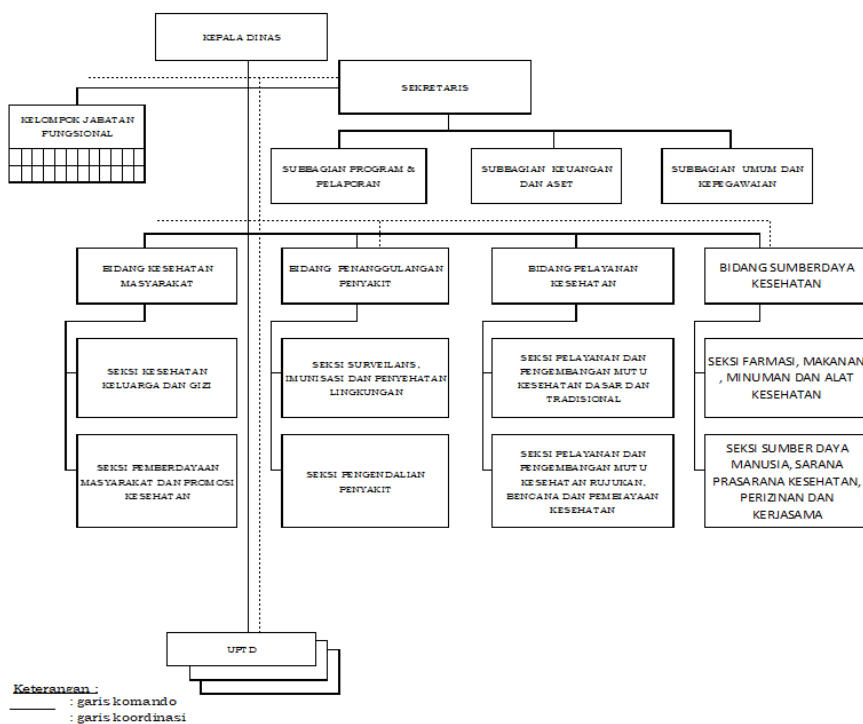 KEPALA DINAS
SEKRETARIS
KELOMPOK JABATAN
FUNGSIONAL
SUBBAGIAN PROGRAM &
PELAPORAN
SUBBAGIAN KEUANGAN
DAN ASET
SUBBAGIAN UMUM DAN
KEPEGAWAIAN
BIDANG KESEHATAN
MASYARAKAT
BIDANG PENANGGULANGAN
PENYAKIT
BIDANG PELAYANAN
KESEHATAN
BIDANG SUMBERDAYA
KESEHATAN
SEKSI KESEHATAN
KELUARGA DAN GIZI
SEKSI SURVEILANS,
IMUNISASI DAN PENYEHATAN
LINGKUNGAN
SEKSI PELAYANAN DAN
PENGEMBANGAN MUTU
KESEHATAN DASAR DAN
TRADISIONAL
SEKSI FARMASI, MAKANAN
, MINUMAN DAN ALAT
KESEHATAN
SEKSI PEMBERDAYAAN
MASYARAKAT DAN PROMOSI
KESEHATAN
SEKSI PENGENDALIAN
PENYAKIT
SEKSI PELAYANAN DAN
PENGEMBANGAN MUTU
KESEHATAN RUJUKAN,
BENCANA DAN PEMBIAYAAN
KESEHATAN
SEKSI SUMBER DAYA
MANUSIA, SARANA
PRASARANA KESEHATAN,
PERIZINAN DAN
KERJASAMA
UPTD
Keterangan :
: garis komando
: garis koordinasi